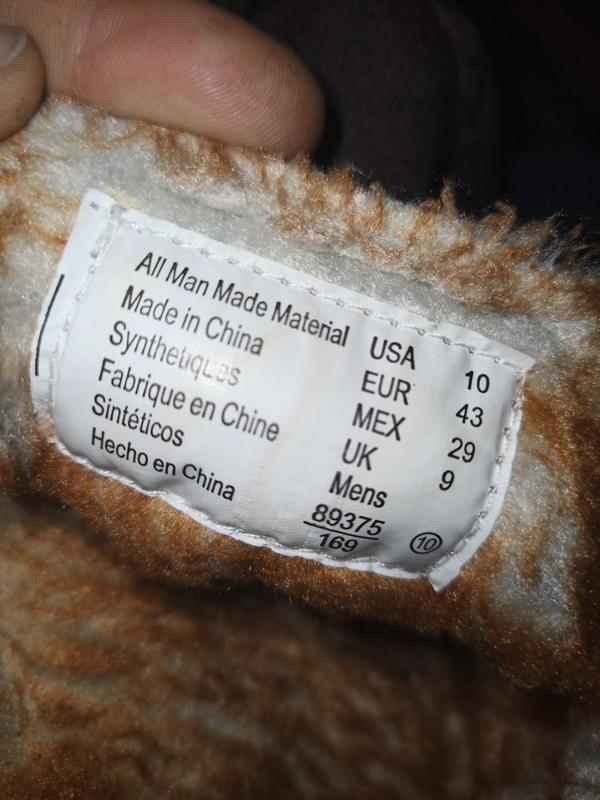 All Man Made Material
Made in China
Synthetiques
Fabrique en Chine
Sintéticos
Hecho en China
USA 10
EUR 43
MEX 29
UK 9
Mens
89375
169
10